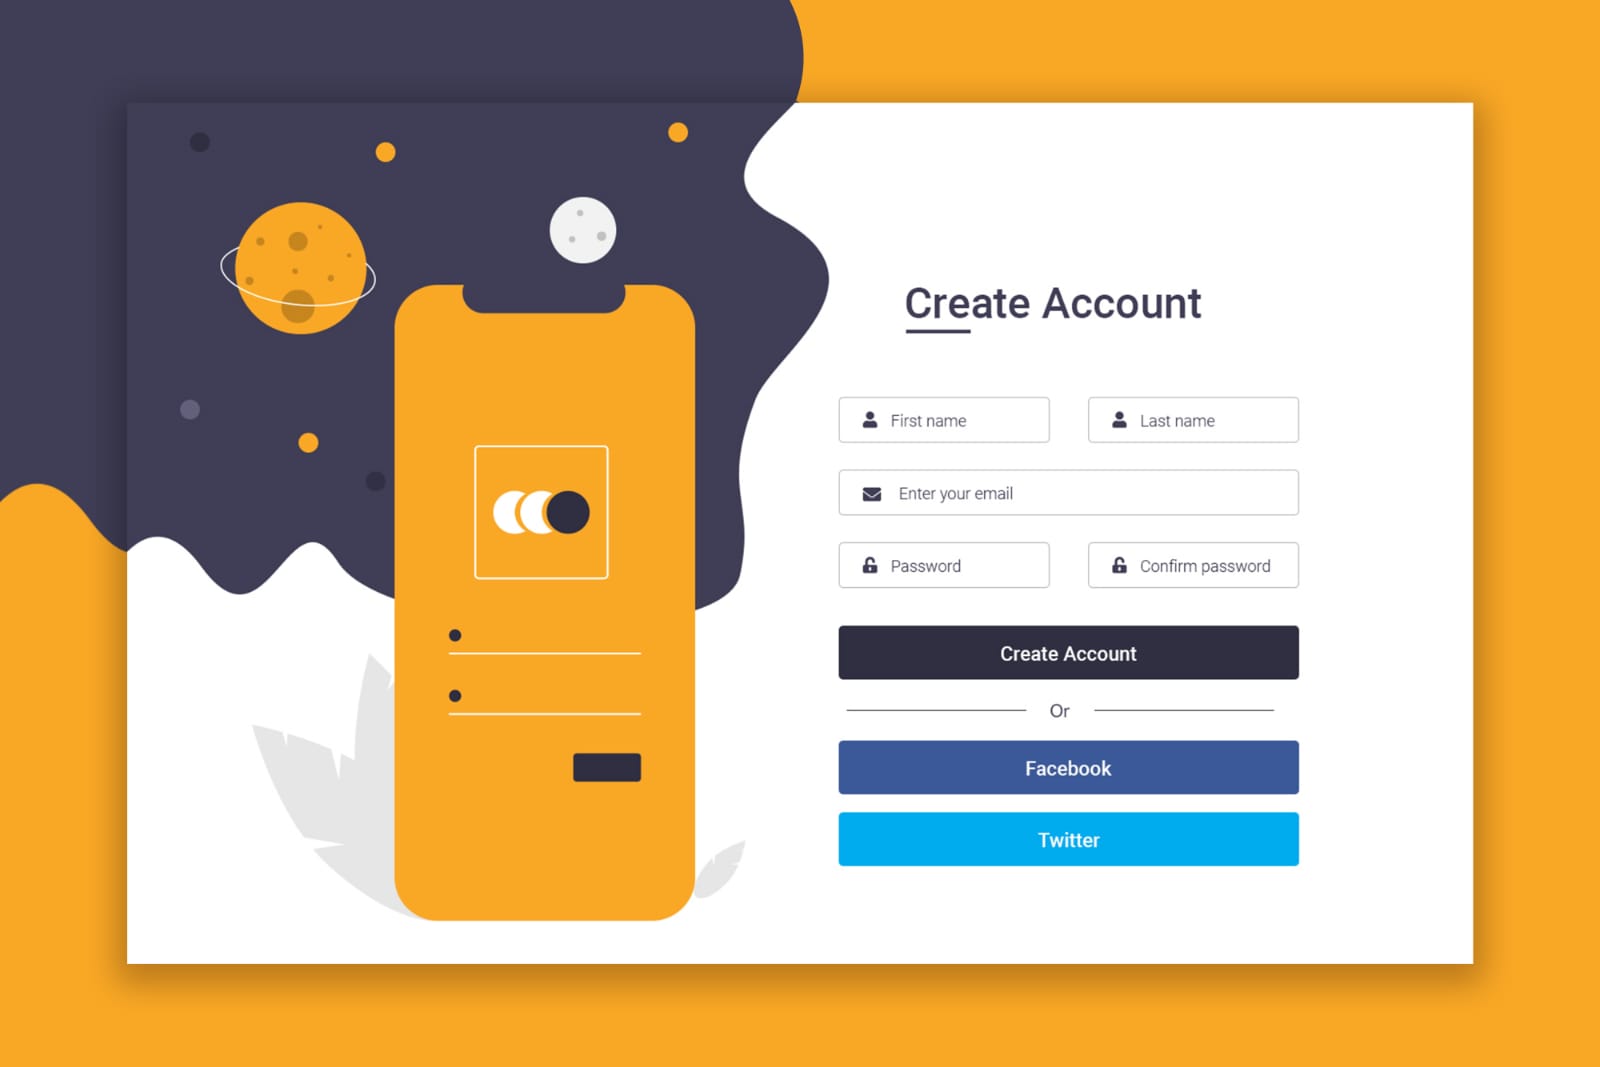 Create Account
First name
Last name
Enter your email
Password
Confirm password
Create Account
Or
Facebook
Twitter